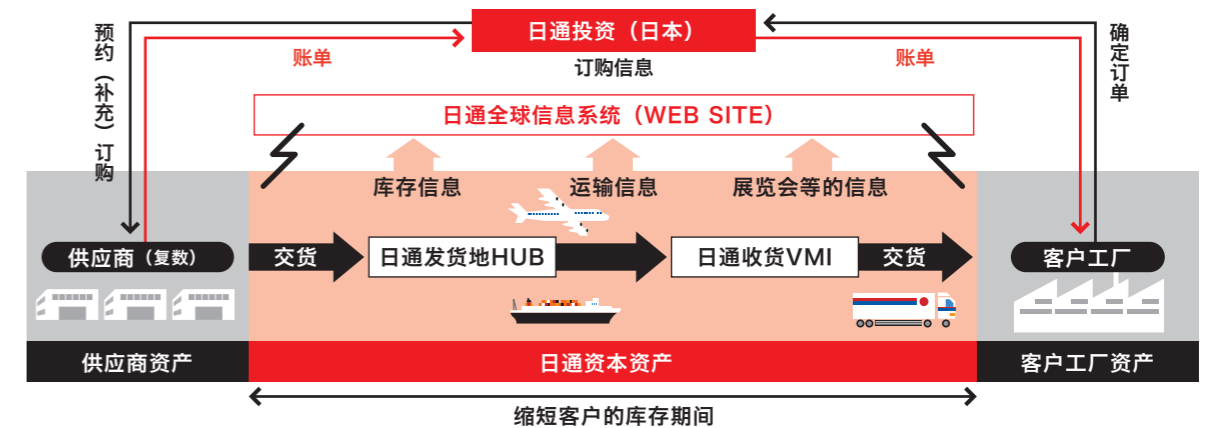 日通投资（日本）
预约（补充）订购
账单
账单
确定订单
订购信息
日通全球信息系统（WEB SITE）
库存信息
运输信息
展览会等的信息
供应商（复数）
交货
日通发货地HUB
日通收货VMI
交货
客户工厂
供应商资产
日通资本资产
客户工厂资产
缩短客户的库存期间